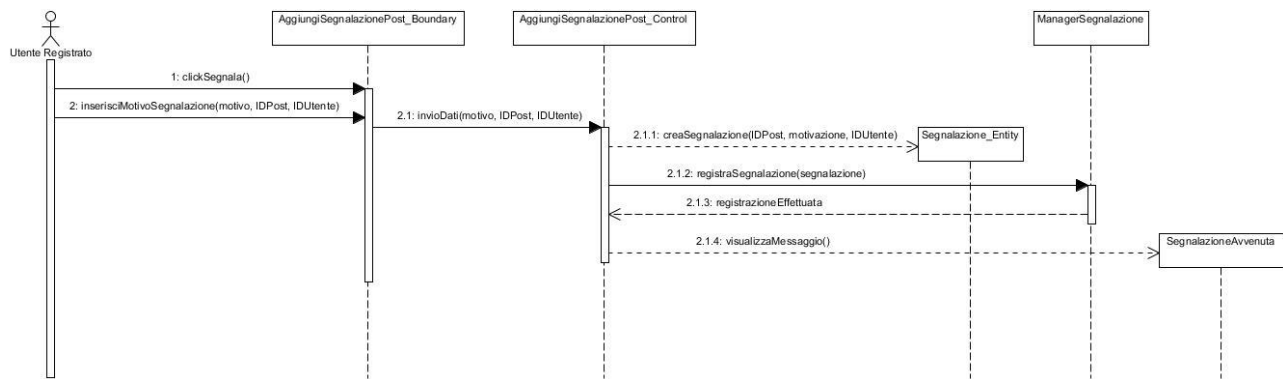 AggiungiSegnalazionePost_Boundary
AggiungiSegnalazionePost_Control
ManagerSegnalazione
Utente Registrato
1: clickSegnala()
2: inserisciMotivoSegnalazione(motivo, IDPost, IDUtente)
2.1: invioDati(motivo, IDPost, IDUtente)
2.1.1: creaSegnalazione(IDPost, motivazione, IDUtente)
Segnalazione_Entity
2.1.2: registraSegnalazione(segnalazione)
2.1.3: registrazioneEffettuata
2.1.4: visualizzaMessaggio()
SegnalazioneAvvenuta